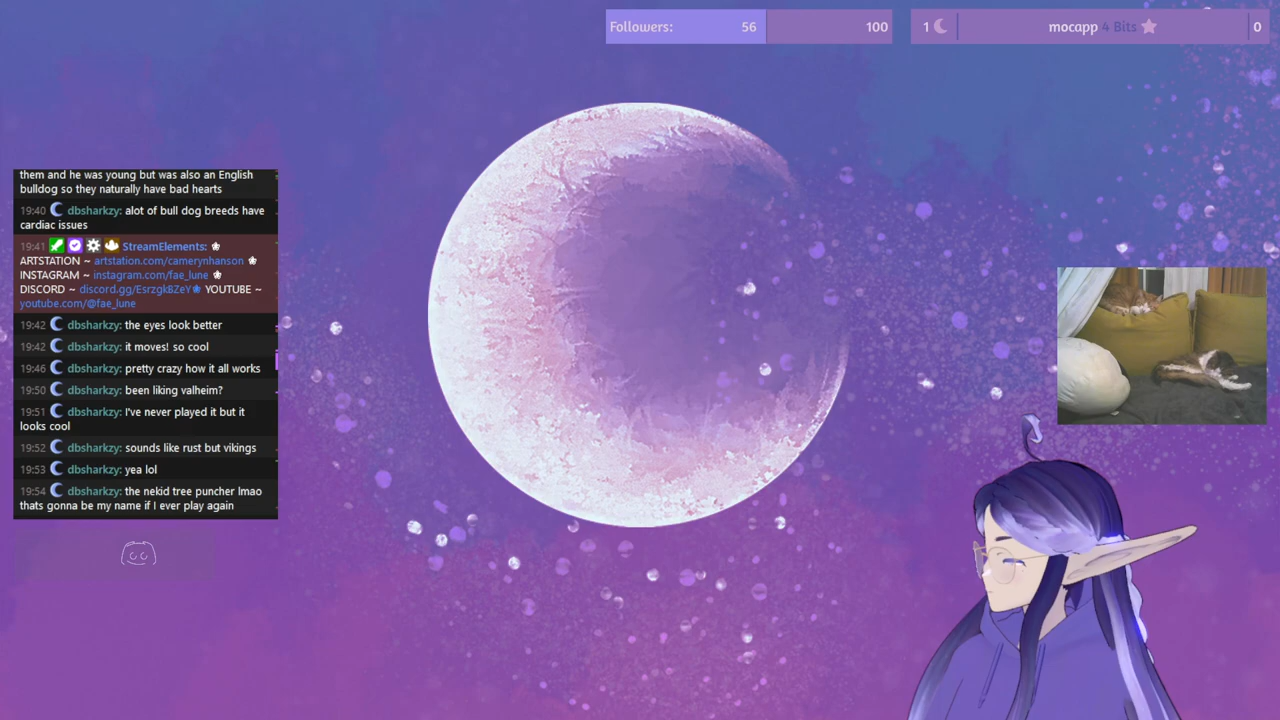 Followers: 56 100
1 mocapp 4 Bits 0
them and he was young but was also an English
bulldog so they naturally have bad hearts
19:40 dbsharkzy: alot of bull dog breeds have
cardiac issues
19:41 StreamElements: ❀
ARTSTATION ~ artstation.com/camerynhanson ❀
INSTAGRAM ~ instagram.com/fae_lune ❀
DISCORD ~ discord.gg/EsrzgkBZeY❀ YOUTUBE ~
youtube.com/@fae_lune
19:42 dbsharkzy: the eyes look better
19:42 dbsharkzy: it moves! so cool
19:46 dbsharkzy: pretty crazy how it all works
19:50 dbsharkzy: been liking valheim?
19:51 dbsharkzy: I've never played it but it
looks cool
19:52 dbsharkzy: sounds like rust but vikings
19:53 dbsharkzy: yea lol
19:54 dbsharkzy: the nekid tree puncher lmao
thats gonna be my name if I ever play again